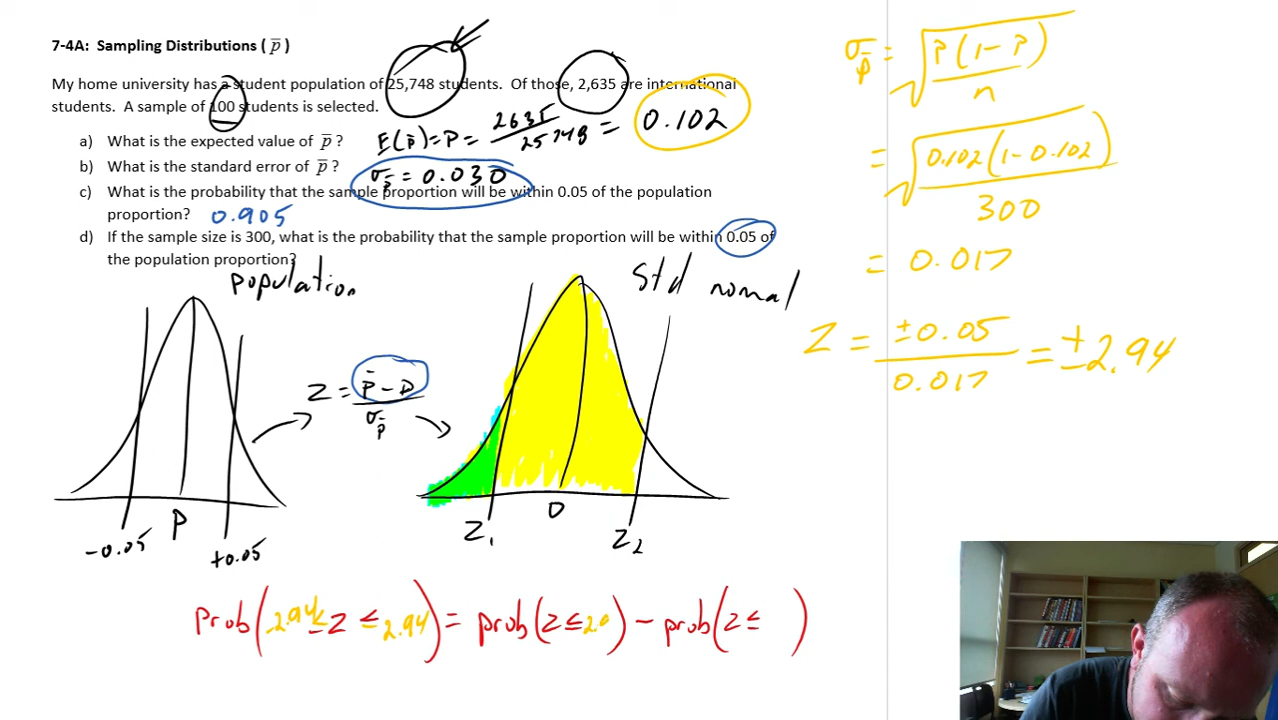 7-4A: Sampling Distributions ( p̄ )
My home university has a student population of 25,748 students. Of those, 2,635 are international
students. A sample of 100 students is selected.
a) What is the expected value of p̄ ? E(p̄) = P = 2635 / 25748 = 0.102
b) What is the standard error of p̄ ? σp̄ = 0.030
c) What is the probability that the sample proportion will be within 0.05 of the population
proportion? 0.905
d) If the sample size is 300, what is the probability that the sample proportion will be within 0.05 of
the population proportion?
population
-0.05 P +0.05
Z = p̄ - P / σp̄
Std normal
Z1 0 Z2
Prob( -2.94 ≤ Z ≤ 2.94 ) = prob( Z ≤ 2.9 ) - prob( Z ≤ )
σp̄ = √ P(1-P) / n
= √ 0.102(1-0.102) / 300
= 0.017
Z = ±0.05 / 0.017 = ±2.94